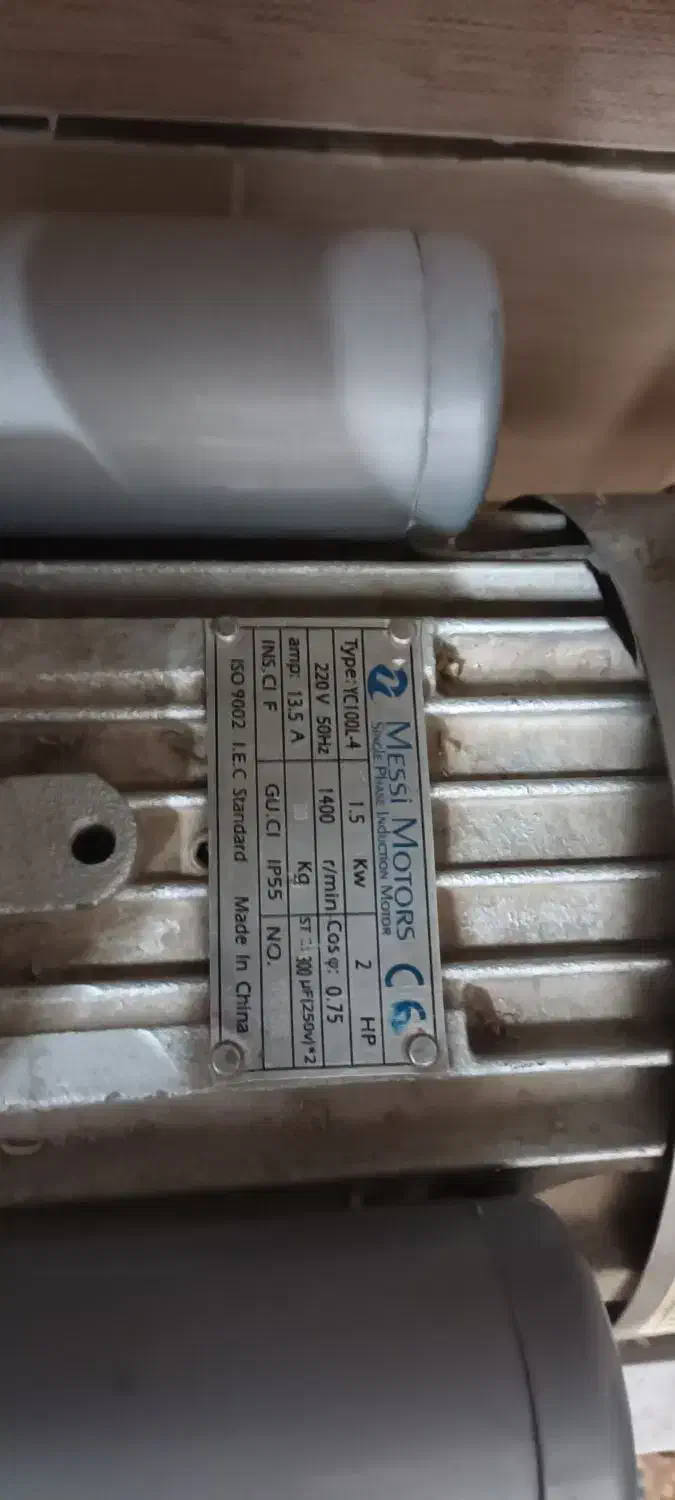 MESSI MOTORS CE
SINGLE PHASE INDUCTION MOTOR
Type: YC100L-4 1.5 Kw 2 HP
220 V 50Hz 1400 r/min Cos φ: 0.75
amp: 13.5 A Kg ST 300 µF(250v)*2
INS.Cl F GU.Cl IP55 NO.
ISO 9002 I.E.C Standard Made In China